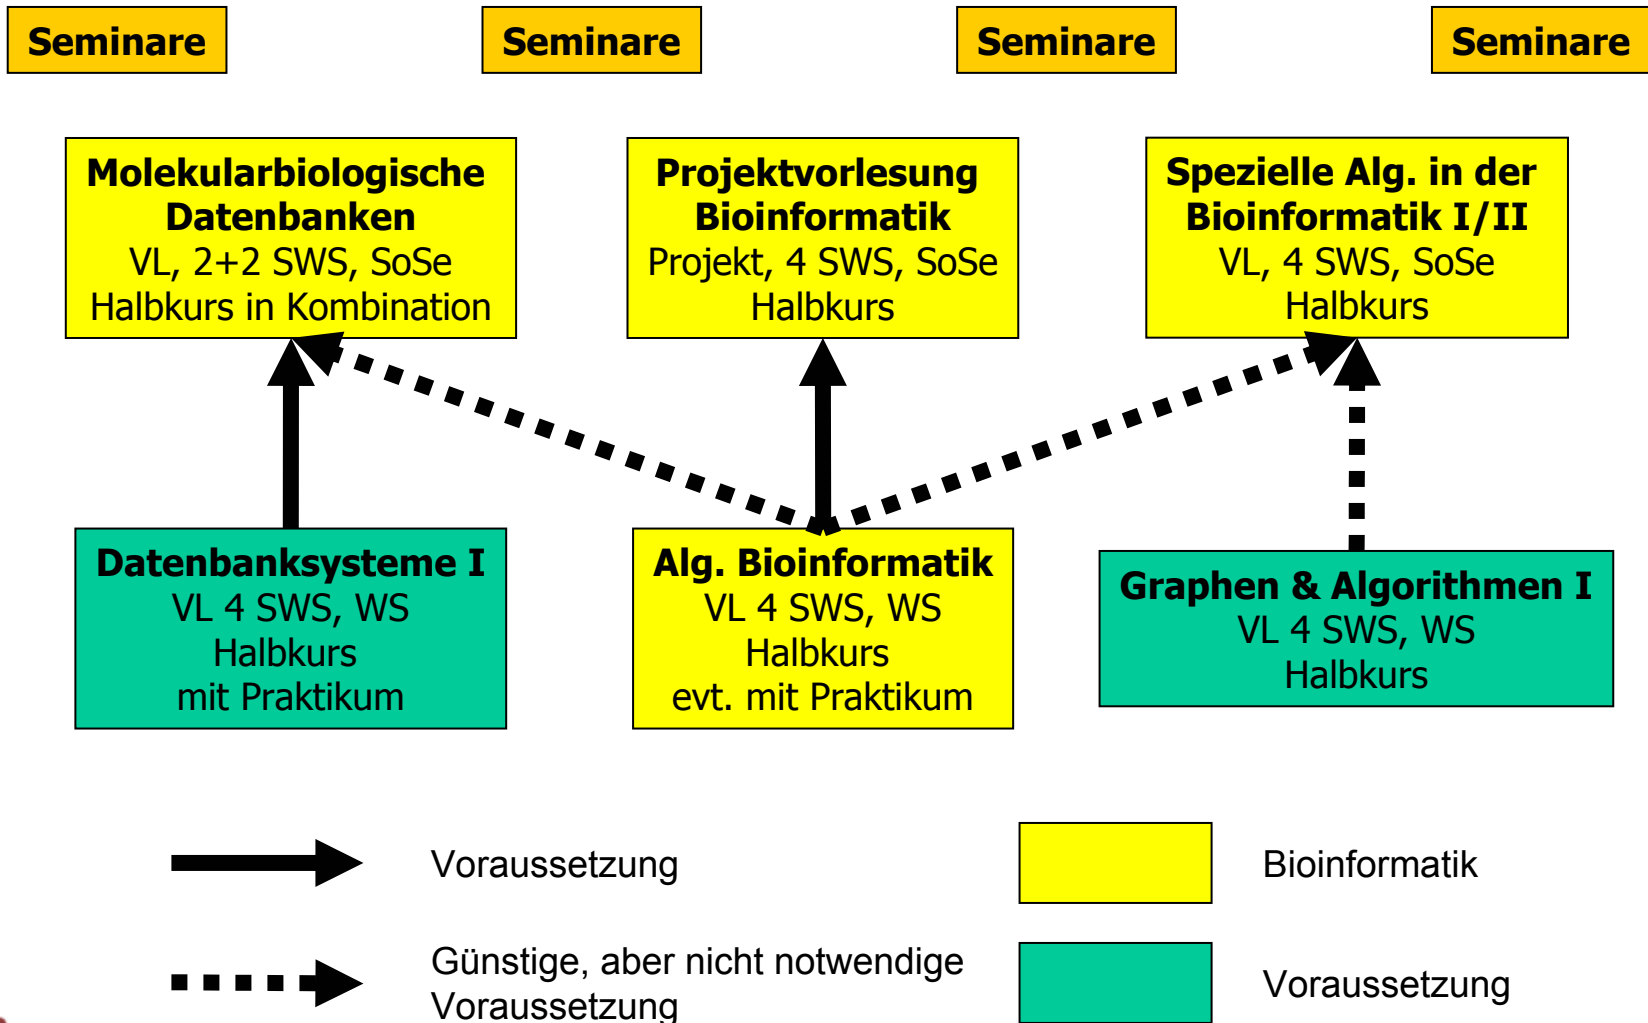 Seminare
Seminare
Seminare
Seminare
Molekularbiologische
Datenbanken
VL, 2+2 SWS, SoSe
Halbkurs in Kombination
Projektvorlesung
Bioinformatik
Projekt, 4 SWS, SoSe
Halbkurs
Spezielle Alg. in der
Bioinformatik I/II
VL, 4 SWS, SoSe
Halbkurs
Datenbanksysteme I
VL 4 SWS, WS
Halbkurs
mit Praktikum
Alg. Bioinformatik
VL 4 SWS, WS
Halbkurs
evt. mit Praktikum
Graphen & Algorithmen I
VL 4 SWS, WS
Halbkurs
Voraussetzung
Bioinformatik
Günstige, aber nicht notwendige
Voraussetzung
Voraussetzung